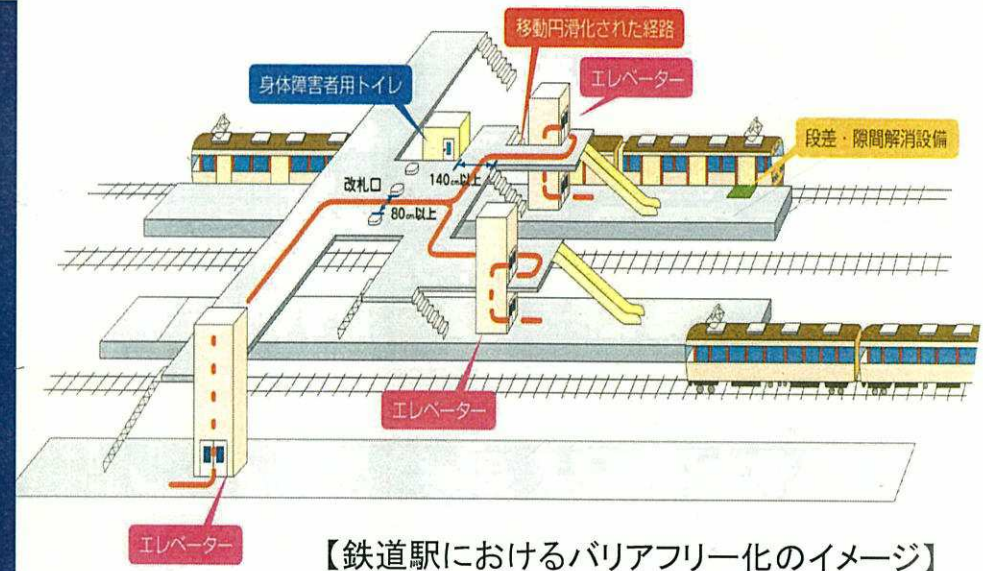 移動円滑化された経路
エレベーター
身体障害者用トイレ
段差・隙間解消設備
140cm以上
改札口
80cm以上
エレベーター
エレベーター
【鉄道駅におけるバリアフリー化のイメージ】